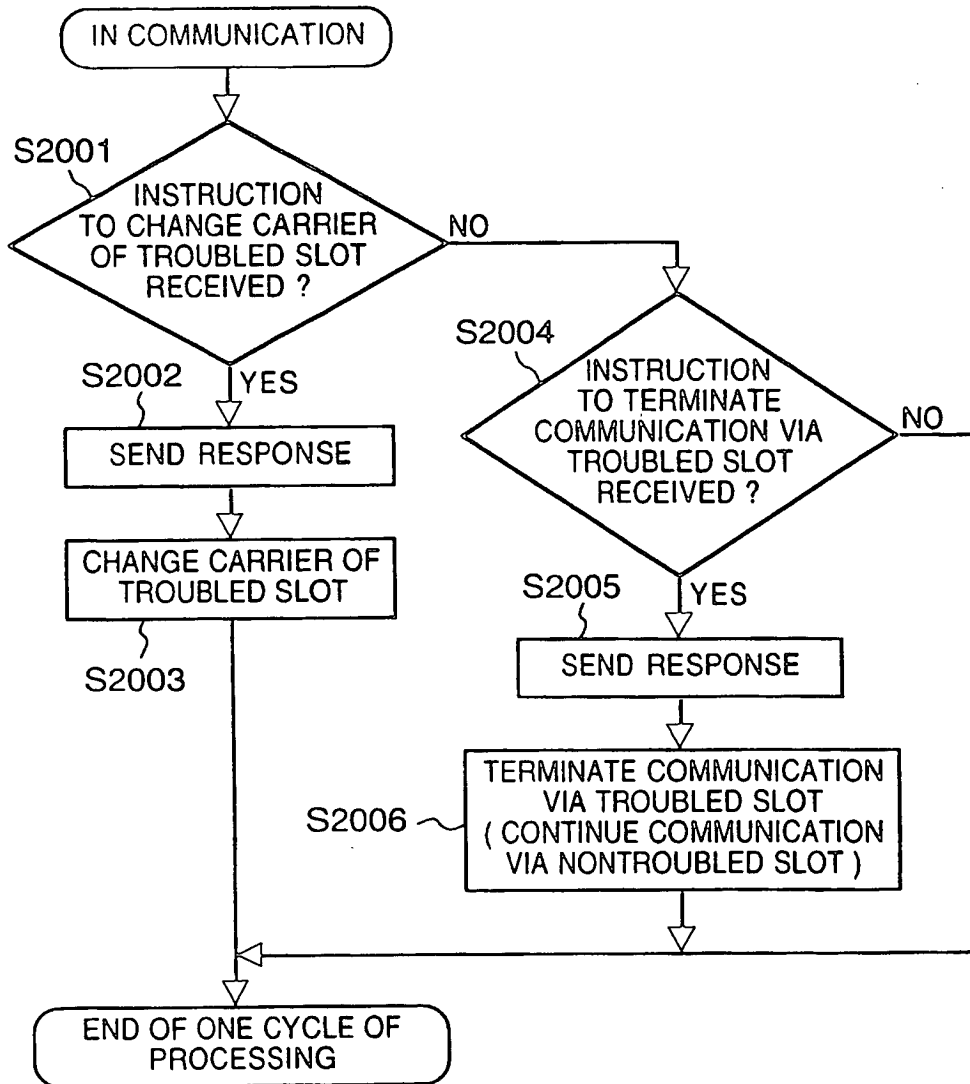 IN COMMUNICATION
S2001
INSTRUCTION
TO CHANGE CARRIER
OF TROUBLED SLOT
RECEIVED ?
NO
YES
S2002
SEND RESPONSE
CHANGE CARRIER OF
TROUBLED SLOT
S2003
S2004
INSTRUCTION
TO TERMINATE
COMMUNICATION VIA
TROUBLED SLOT
RECEIVED ?
NO
YES
S2005
SEND RESPONSE
S2006
TERMINATE COMMUNICATION
VIA TROUBLED SLOT
( CONTINUE COMMUNICATION
VIA NONTROUBLED SLOT )
END OF ONE CYCLE OF
PROCESSING